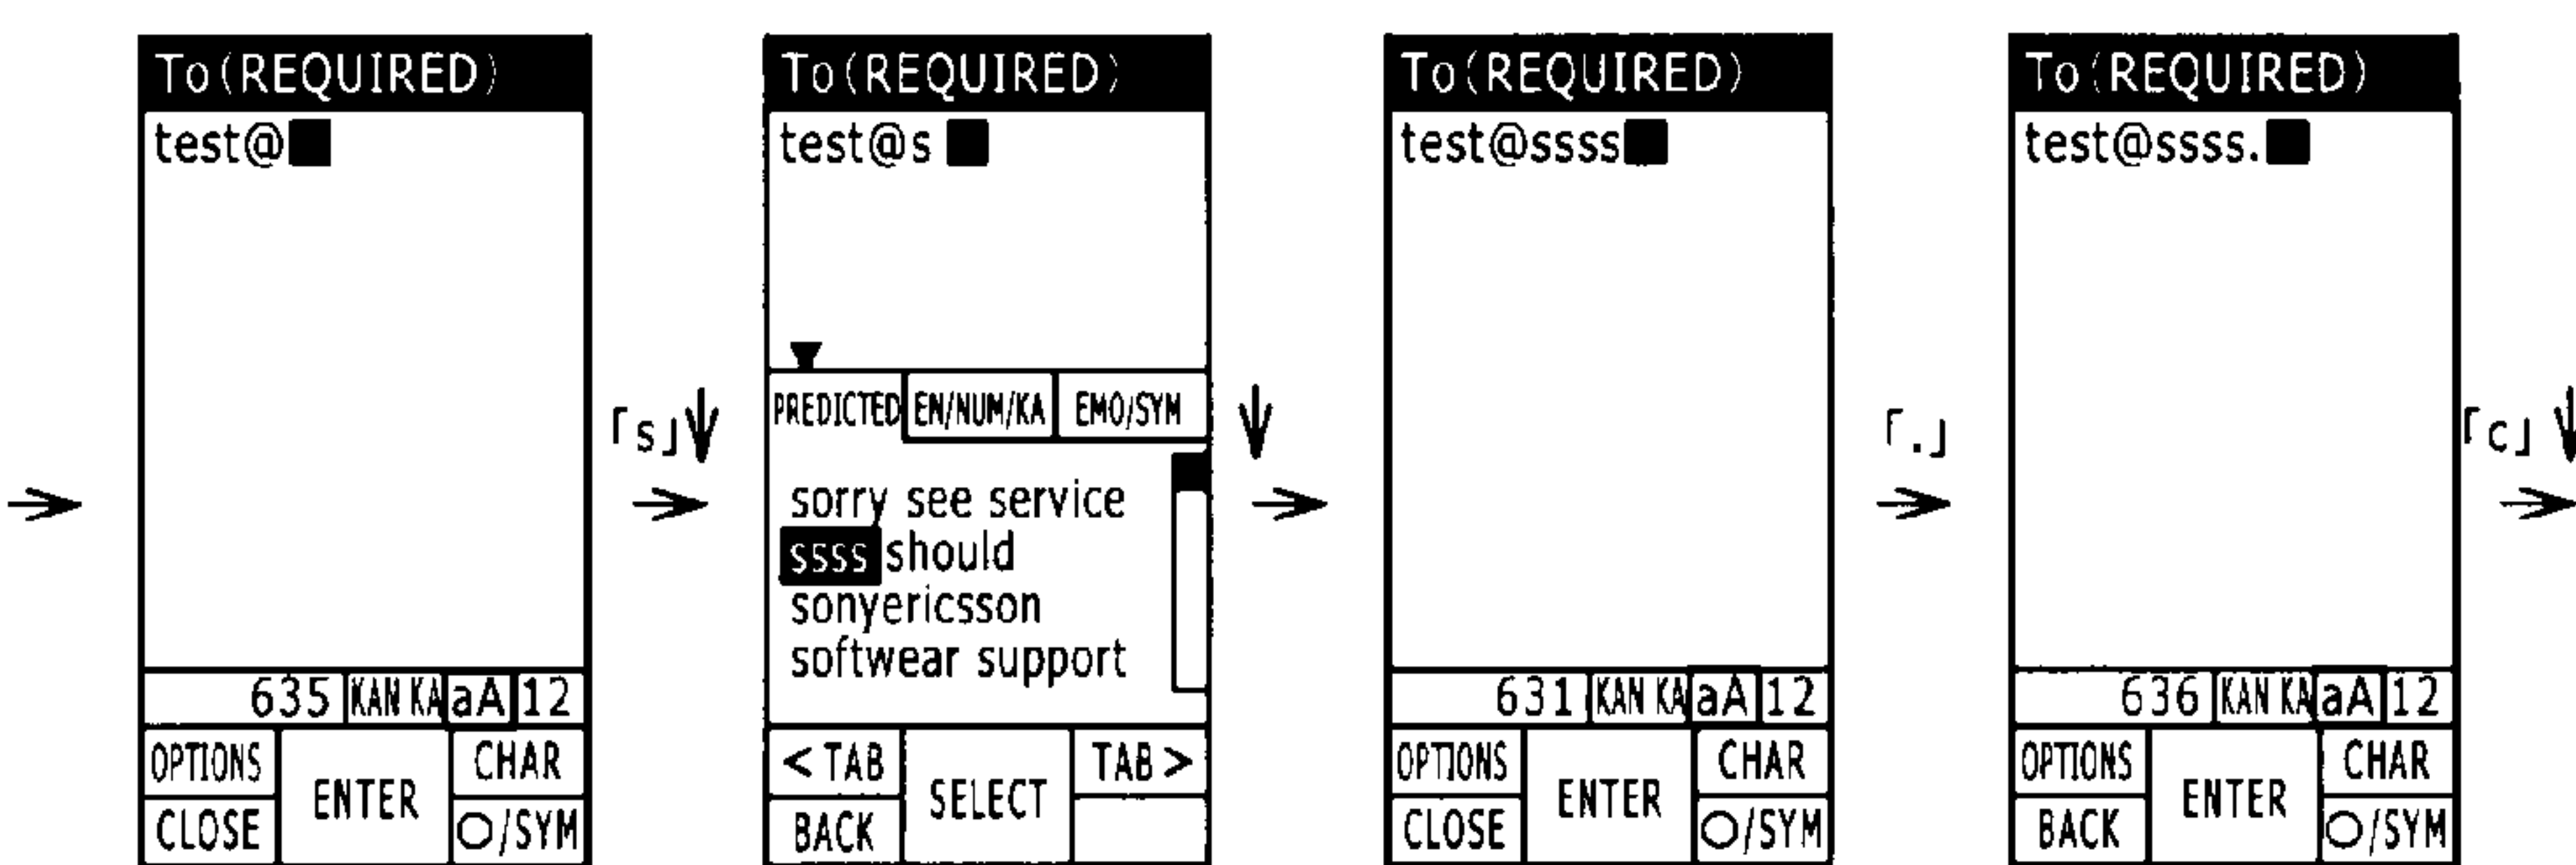 To(REQUIRED)
test@
635 KAN KA aA 12
OPTIONS ENTER CHAR
CLOSE ○/SYM
「s」↓
→
To(REQUIRED)
test@s
PREDICTED EN/NUM/KA EMO/SYM
sorry see service
ssss should
sonyericsson
softwear support
< TAB SELECT TAB >
BACK
↓
→
To(REQUIRED)
test@ssss
631 KAN KA aA 12
OPTIONS ENTER CHAR
CLOSE ○/SYM
「.」
→
To(REQUIRED)
test@ssss.
636 KAN KA aA 12
OPTIONS ENTER CHAR
BACK ○/SYM
「c」↓
→